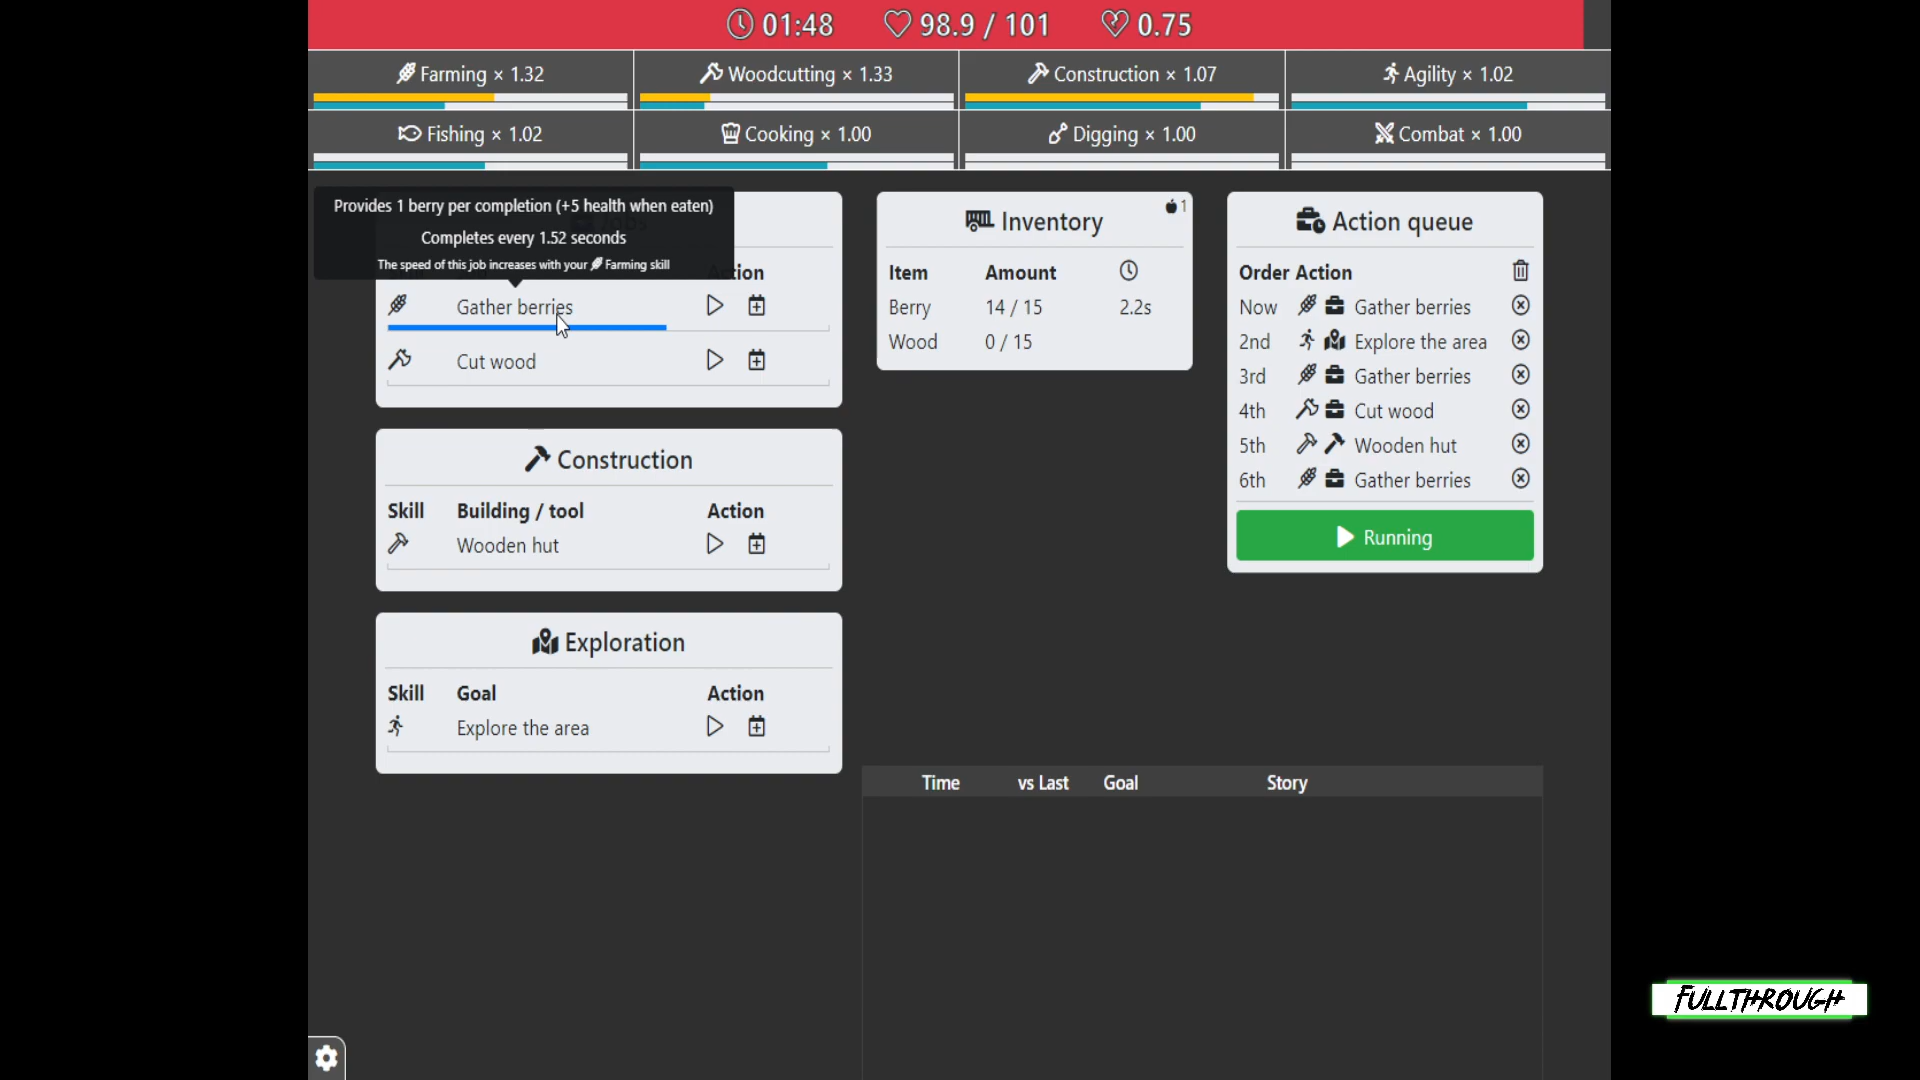 01:48 98.9 / 101 0.75
Farming × 1.32 Woodcutting × 1.33 Construction × 1.07 Agility × 1.02
Fishing × 1.02 Cooking × 1.00 Digging × 1.00 Combat × 1.00
Provides 1 berry per completion (+5 health when eaten)
Completes every 1.52 seconds
The speed of this job increases with your Farming skill
Gather berries
Cut wood
Construction
Skill Building / tool Action
Wooden hut
Exploration
Skill Goal Action
Explore the area
Inventory 1
Item Amount
Berry 14 / 15 2.2s
Wood 0 / 15
Action queue
Order Action
Now Gather berries
2nd Explore the area
3rd Gather berries
4th Cut wood
5th Wooden hut
6th Gather berries
Running
Time vs Last Goal Story
FULLTHROUGH